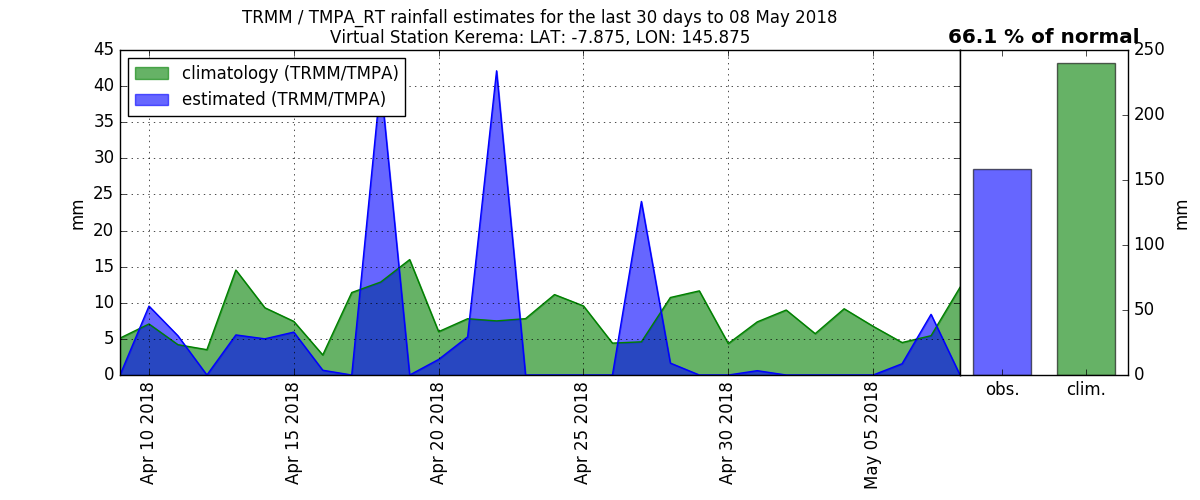 TRMM / TMPA_RT rainfall estimates for the last 30 days to 08 May 2018
Virtual Station Kerema: LAT: -7.875, LON: 145.875
66.1 % of normal
climatology (TRMM/TMPA)
estimated (TRMM/TMPA)
45
40
35
30
25
20
15
10
5
0
mm
Apr 10 2018
Apr 15 2018
Apr 20 2018
Apr 25 2018
Apr 30 2018
May 05 2018
250
200
150
100
50
0
mm
obs.
clim.